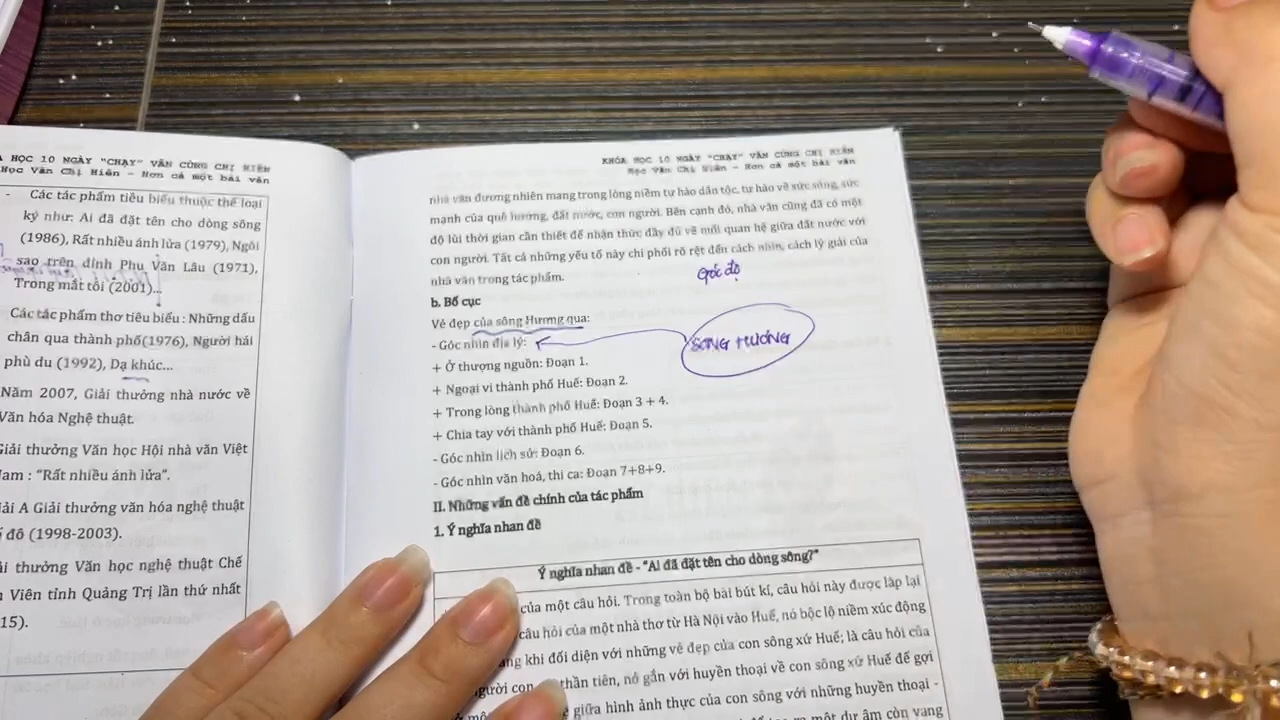 A HỌC 10 NGÀY "CHẠY" VĂN CÙNG CHỊ HIÊN
Học Văn Chị Hiên - Hơn cả một bài văn
- Các tác phẩm tiêu biểu thuộc thể loại
ký như: Ai đã đặt tên cho dòng sông
(1986), Rất nhiều ánh lửa (1979), Ngôi
sao trên đỉnh Phu Văn Lâu (1971),
Trong mắt tôi (2001)...
Các tác phẩm thơ tiêu biểu: Những dấu
chân qua thành phố(1976), Người hái
phù du (1992), Dạ khúc...
Năm 2007, Giải thưởng nhà nước về
Văn hóa Nghệ thuật.
Giải thưởng Văn học Hội nhà văn Việt
Nam : "Rất nhiều ánh lửa".
iải A Giải thưởng văn hóa nghệ thuật
đô (1998-2003).
ải thưởng Văn học nghệ thuật Chế
Viên tỉnh Quảng Trị lần thứ nhất
15).
KHÓA HỌC 10 NGÀY "CHẠY" VĂN CÙNG CHỊ HIÊN
Học Văn Chị Hiên - Hơn cả một bài văn
nhà văn đương nhiên mang trong lòng niềm tự hào dân tộc, tự hào về sức sống, sức
mạnh của quê hương, đất nước, con người. Bên cạnh đó, nhà văn cũng đã có một
độ lùi thời gian cần thiết để nhận thức đầy đủ về mối quan hệ giữa đất nước với
con người. Tất cả những yếu tố này chi phối rõ rệt đến cách nhìn, cách lý giải của
nhà văn trong tác phẩm.
Góc độ
b. Bố cục
Vẻ đẹp của sông Hương qua:
- Góc nhìn địa lý:
SÔNG HƯƠNG
+ Ở thượng nguồn: Đoạn 1.
+ Ngoại vi thành phố Huế: Đoạn 2.
+ Trong lòng thành phố Huế: Đoạn 3 + 4.
+ Chia tay với thành phố Huế: Đoạn 5.
- Góc nhìn lịch sử: Đoạn 6.
- Góc nhìn văn hoá, thi ca: Đoạn 7+8+9.
II. Những vấn đề chính của tác phẩm
1. Ý nghĩa nhan đề
Ý nghĩa nhan đề - "Ai đã đặt tên cho dòng sông?"
của một câu hỏi. Trong toàn bộ bài bút kí, câu hỏi này được lặp lại
câu hỏi của một nhà thơ từ Hà Nội vào Huế, nó bộc lộ niềm xúc động
ang khi đối diện với những vẻ đẹp của con sông xứ Huế; là câu hỏi của
gười con thần tiên, nó gắn với huyền thoại về con sông xứ Huế để gợi
giữa hình ảnh thực của con sông với những huyền thoại -
một dư âm còn vang